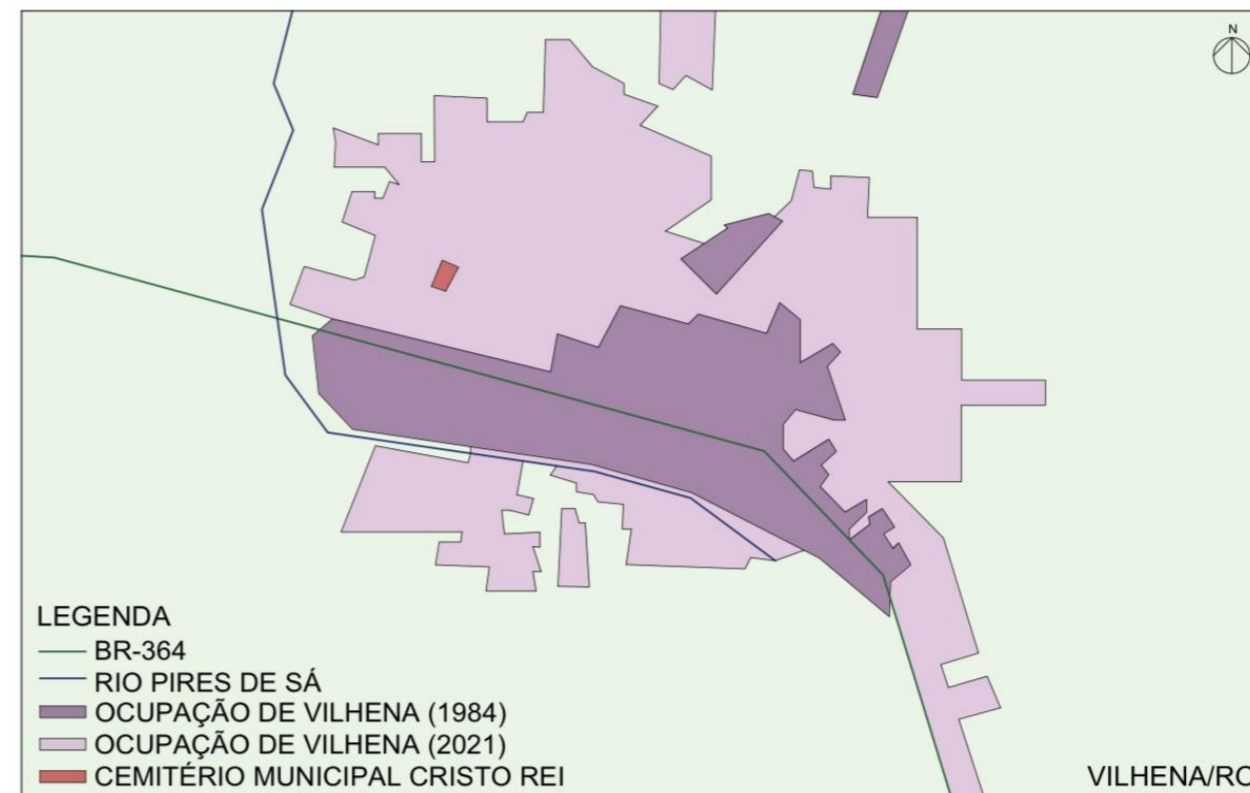 N
LEGENDA
BR-364
RIO PIRES DE SÁ
OCUPAÇÃO DE VILHENA (1984)
OCUPAÇÃO DE VILHENA (2021)
CEMITÉRIO MUNICIPAL CRISTO REI
VILHENA/RO